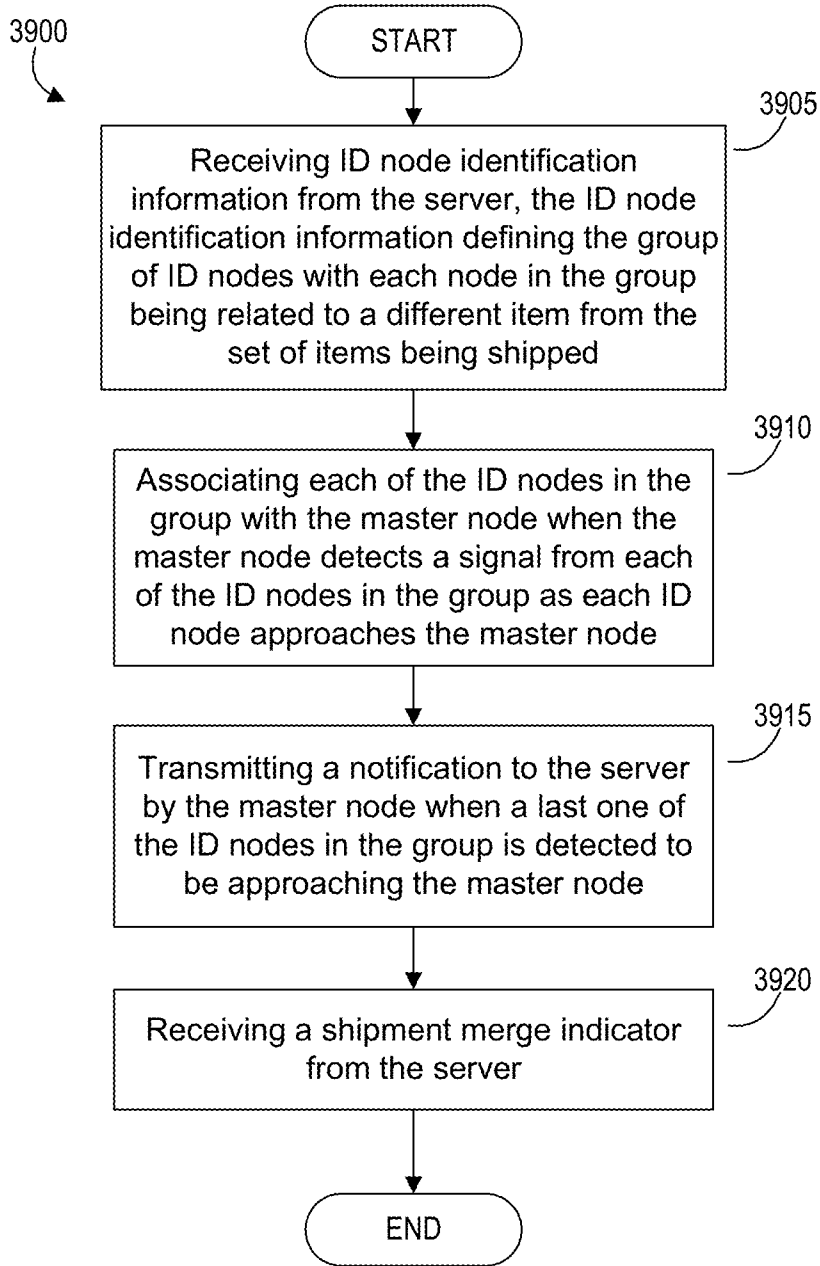 3900
START
3905
Receiving ID node identification
information from the server, the ID node
identification information defining the group
of ID nodes with each node in the group
being related to a different item from the
set of items being shipped
3910
Associating each of the ID nodes in the
group with the master node when the
master node detects a signal from each
of the ID nodes in the group as each ID
node approaches the master node
3915
Transmitting a notification to the server
by the master node when a last one of
the ID nodes in the group is detected to
be approaching the master node
3920
Receiving a shipment merge indicator
from the server
END